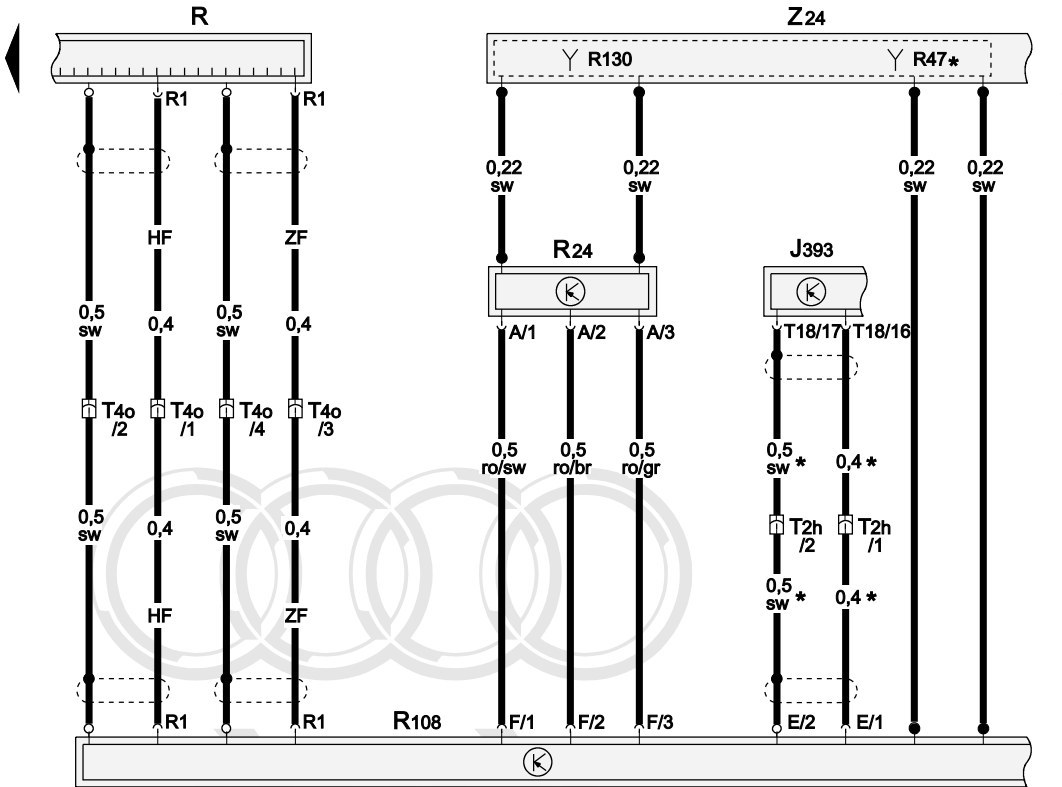 R Z24
R130 R47*
R1 R1
0,22 sw 0,22 sw 0,22 sw 0,22 sw
HF ZF
R24 J393
0,5 sw 0,4 0,5 sw 0,4
A/1 A/2 A/3 T18/17 T18/16
T4o/2 T4o/1 T4o/4 T4o/3
0,5 ro/sw 0,5 ro/br 0,5 ro/gr 0,5 sw * 0,4 *
0,5 sw 0,4 0,5 sw 0,4
T2h/2 T2h/1
0,5 sw * 0,4 *
HF ZF
R1 R1 R108 F/1 F/2 F/3 E/2 E/1